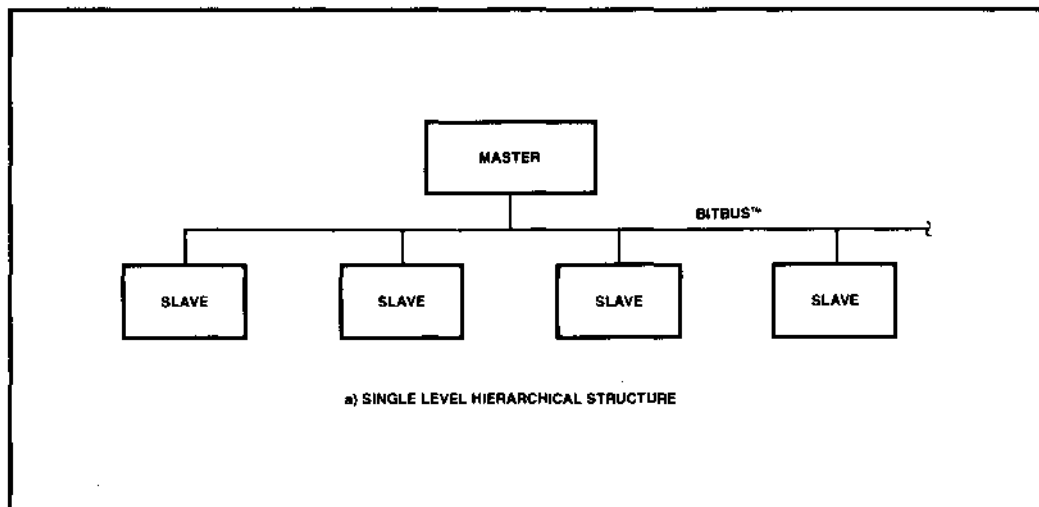 MASTER
BITBUS™
SLAVE SLAVE SLAVE SLAVE
a) SINGLE LEVEL HIERARCHICAL STRUCTURE